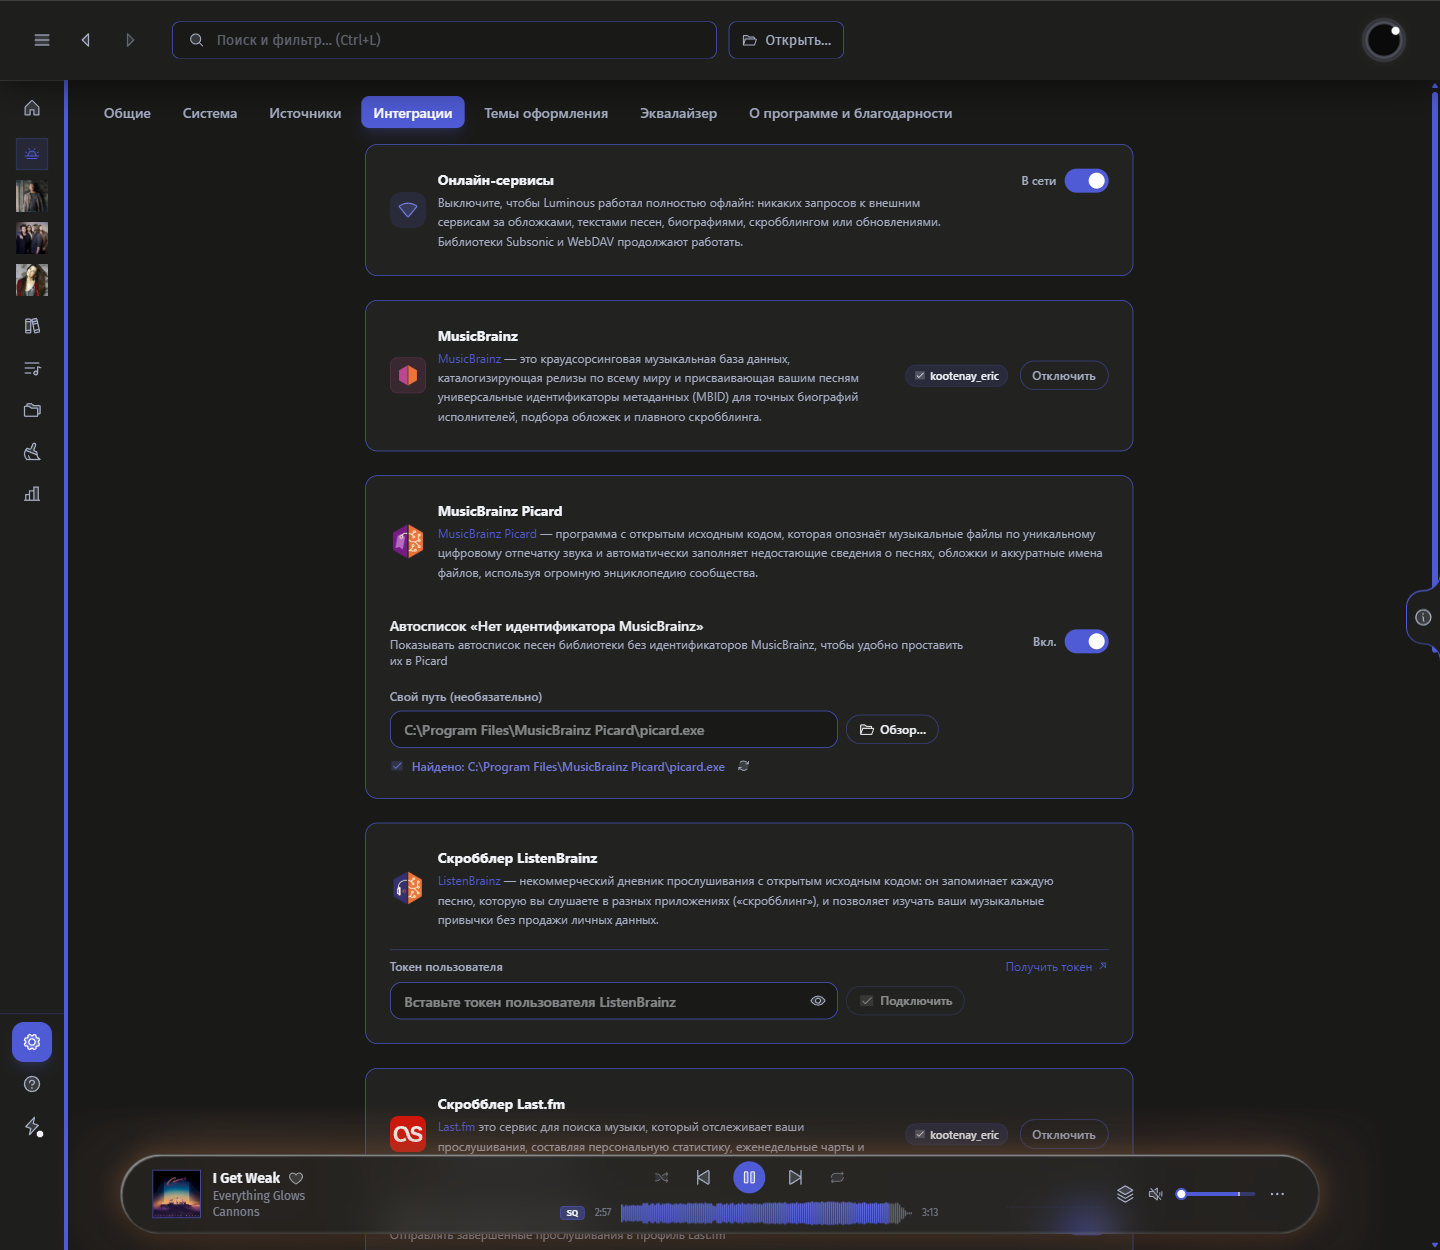 Поиск и фильтр... (Ctrl+L)
Открыть...
Общие
Система
Источники
Интеграции
Темы оформления
Эквалайзер
О программе и благодарности
Онлайн-сервисы
В сети
Выключите, чтобы Luminous работал полностью офлайн: никаких запросов к внешним
сервисам за обложками, текстами песен, биографиями, скробблингом или обновлениями.
Библиотеки Subsonic и WebDAV продолжают работать.
MusicBrainz
MusicBrainz — это краудсорсинговая музыкальная база данных,
каталогизирующая релизы по всему миру и присваивающая вашим песням
универсальные идентификаторы метаданных (MBID) для точных биографий
исполнителей, подбора обложек и плавного скробблинга.
kootenay_eric
Отключить
MusicBrainz Picard
MusicBrainz Picard — программа с открытым исходным кодом, которая опознаёт музыкальные файлы по уникальному
цифровому отпечатку звука и автоматически заполняет недостающие сведения о песнях, обложки и аккуратные имена
файлов, используя огромную энциклопедию сообщества.
Автосписок «Нет идентификатора MusicBrainz»
Показывать автосписок песен библиотеки без идентификаторов MusicBrainz, чтобы удобно проставить
их в Picard
Вкл.
Свой путь (необязательно)
C:\Program Files\MusicBrainz Picard\picard.exe
Обзор...
Найдено: C:\Program Files\MusicBrainz Picard\picard.exe
Скробблер ListenBrainz
ListenBrainz — некоммерческий дневник прослушивания с открытым исходным кодом: он запоминает каждую
песню, которую вы слушаете в разных приложениях («скробблинг»), и позволяет изучать ваши музыкальные
привычки без продажи личных данных.
Токен пользователя
Получить токен
Вставьте токен пользователя ListenBrainz
Подключить
Скробблер Last.fm
Last.fm это сервис для поиска музыки, который отслеживает ваши
прослушивания, составляя персональную статистику, еженедельные чарты и
kootenay_eric
Отключить
I Get Weak
Everything Glows
Cannons
SQ
2:57
3:13
Отправлять завершенные прослушивания в профиль Last.fm